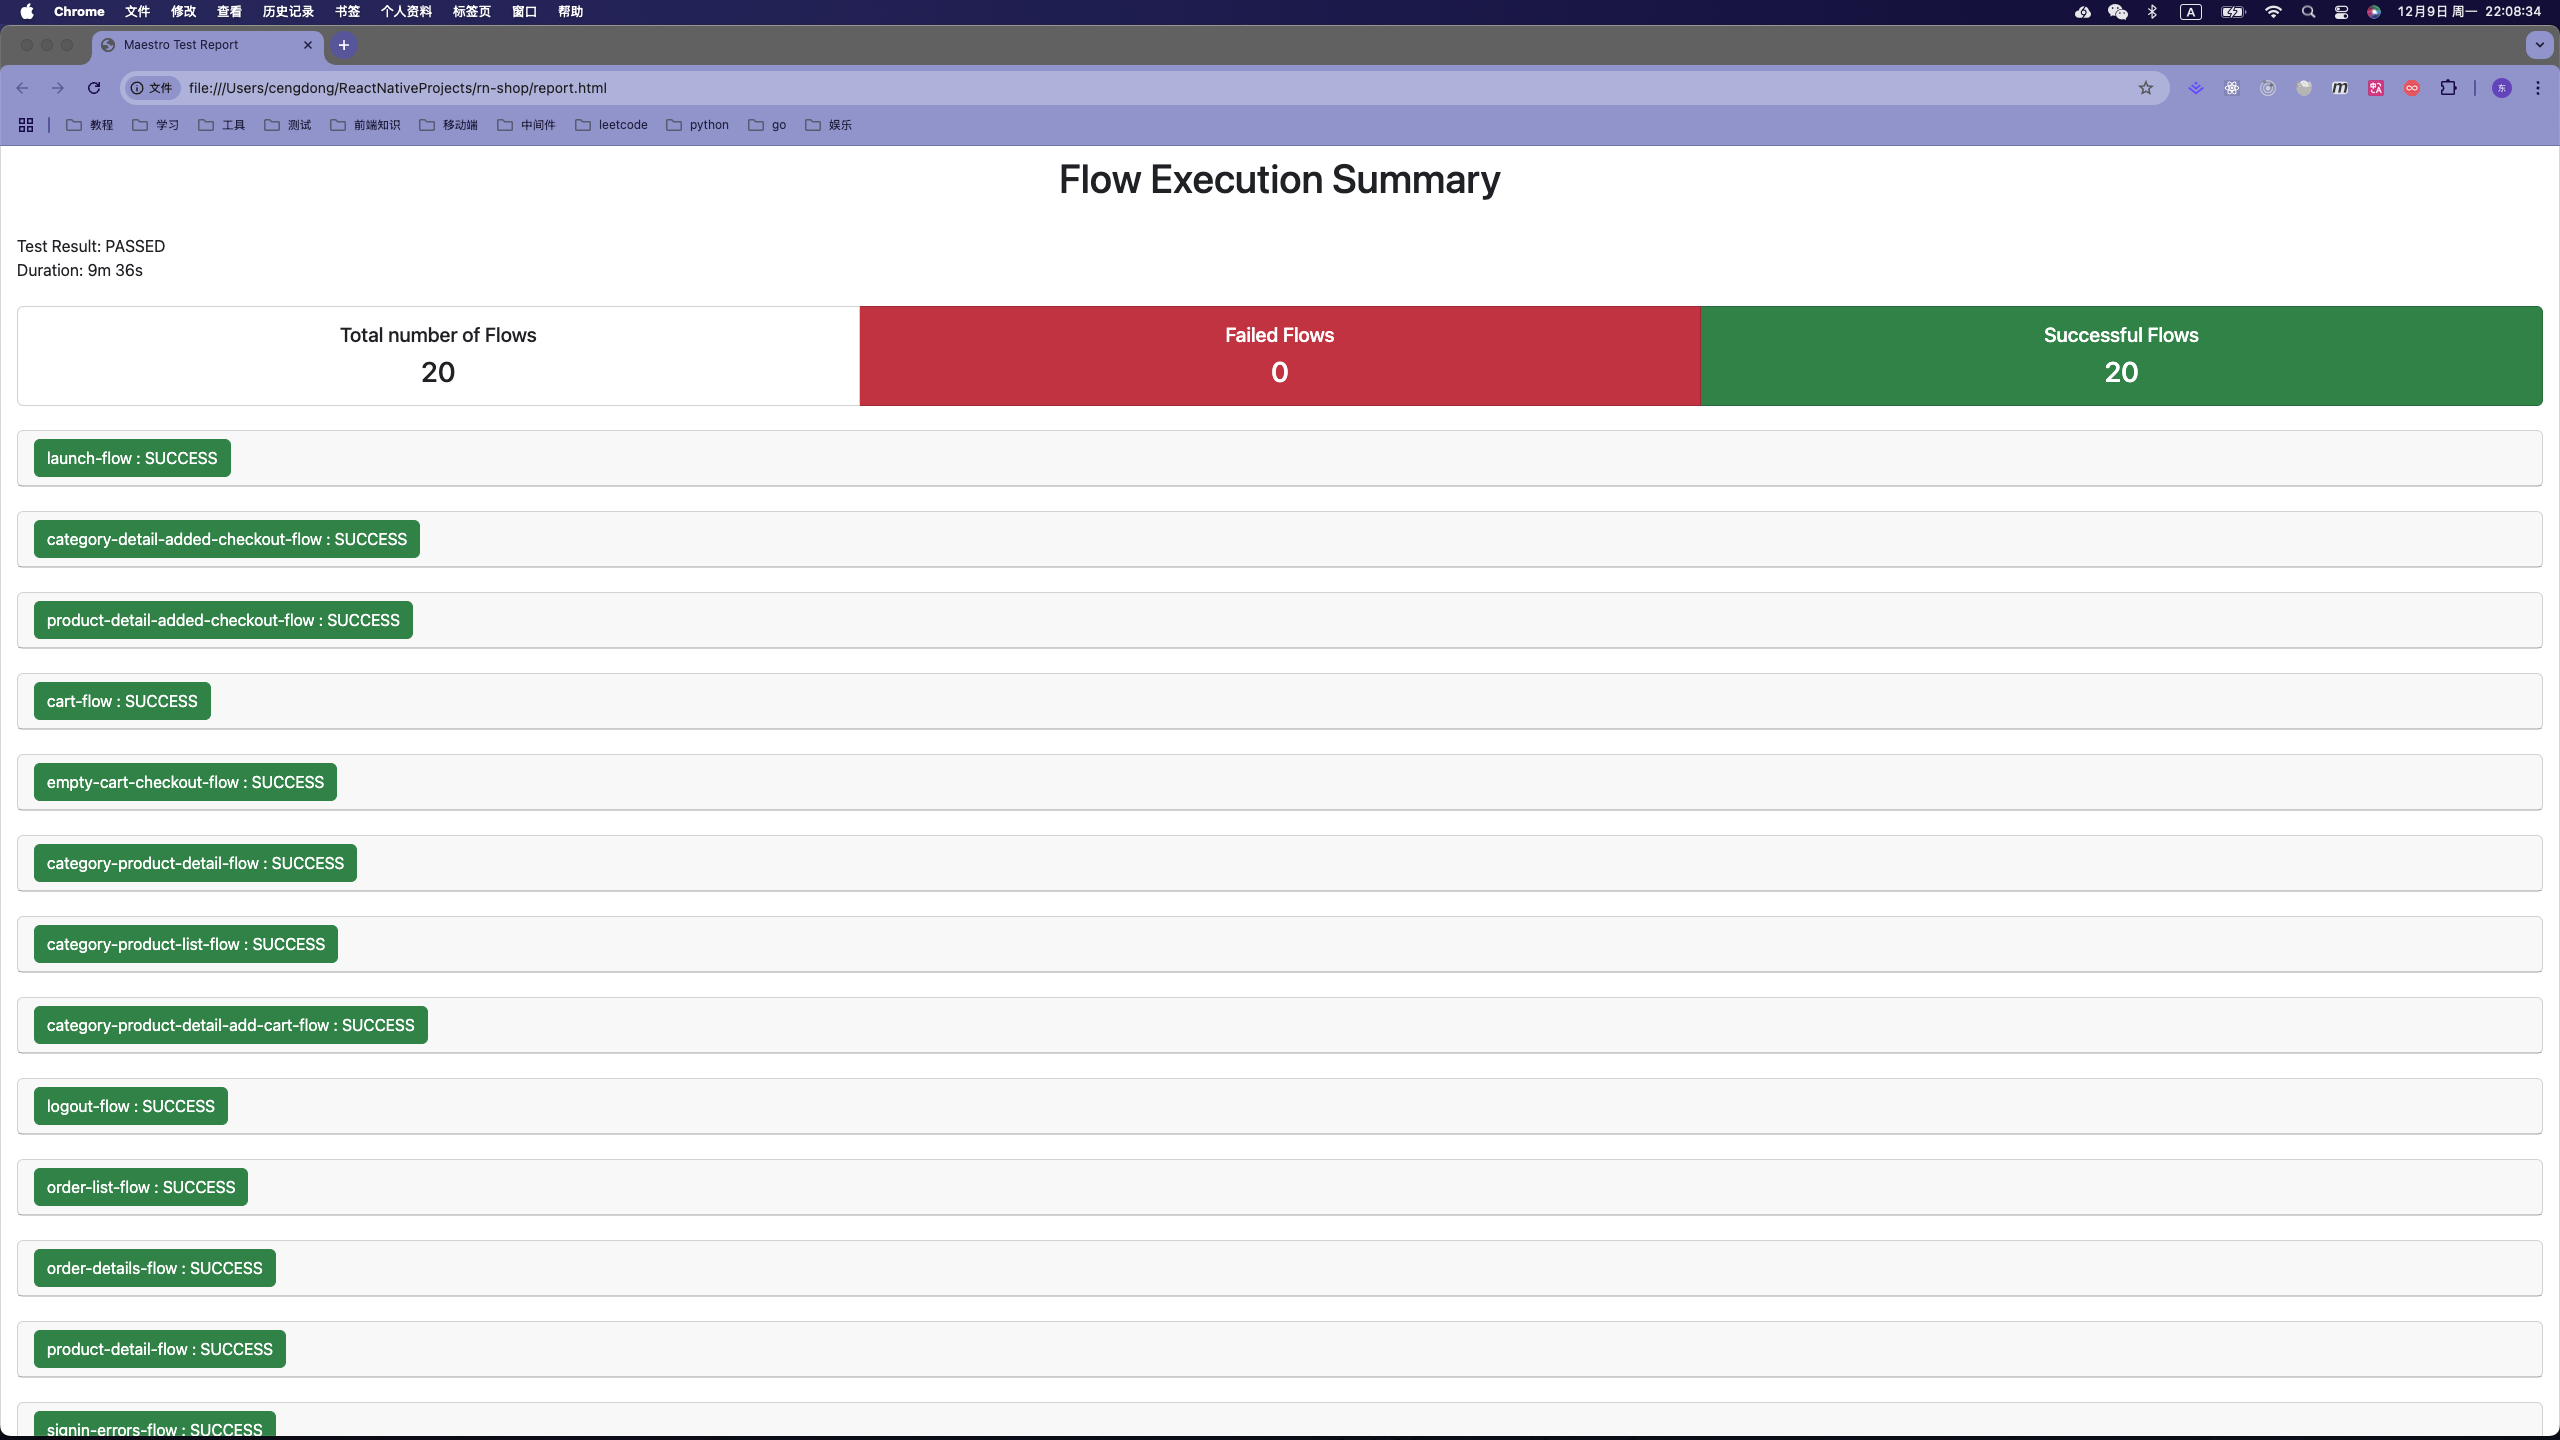 Chrome 文件 修改 查看 历史记录 书签 个人资料 标签页 窗口 帮助 A 12月9日 周一 22:08:34
Maestro Test Report
文件 file:///Users/cengdong/ReactNativeProjects/rn-shop/report.html
教程 学习 工具 测试 前端知识 移动端 中间件 leetcode python go 娱乐
Flow Execution Summary
Test Result: PASSED
Duration: 9m 36s
Total number of Flows
20
Failed Flows
0
Successful Flows
20
launch-flow : SUCCESS
category-detail-added-checkout-flow : SUCCESS
product-detail-added-checkout-flow : SUCCESS
cart-flow : SUCCESS
empty-cart-checkout-flow : SUCCESS
category-product-detail-flow : SUCCESS
category-product-list-flow : SUCCESS
category-product-detail-add-cart-flow : SUCCESS
logout-flow : SUCCESS
order-list-flow : SUCCESS
order-details-flow : SUCCESS
product-detail-flow : SUCCESS
signin-errors-flow : SUCCESS